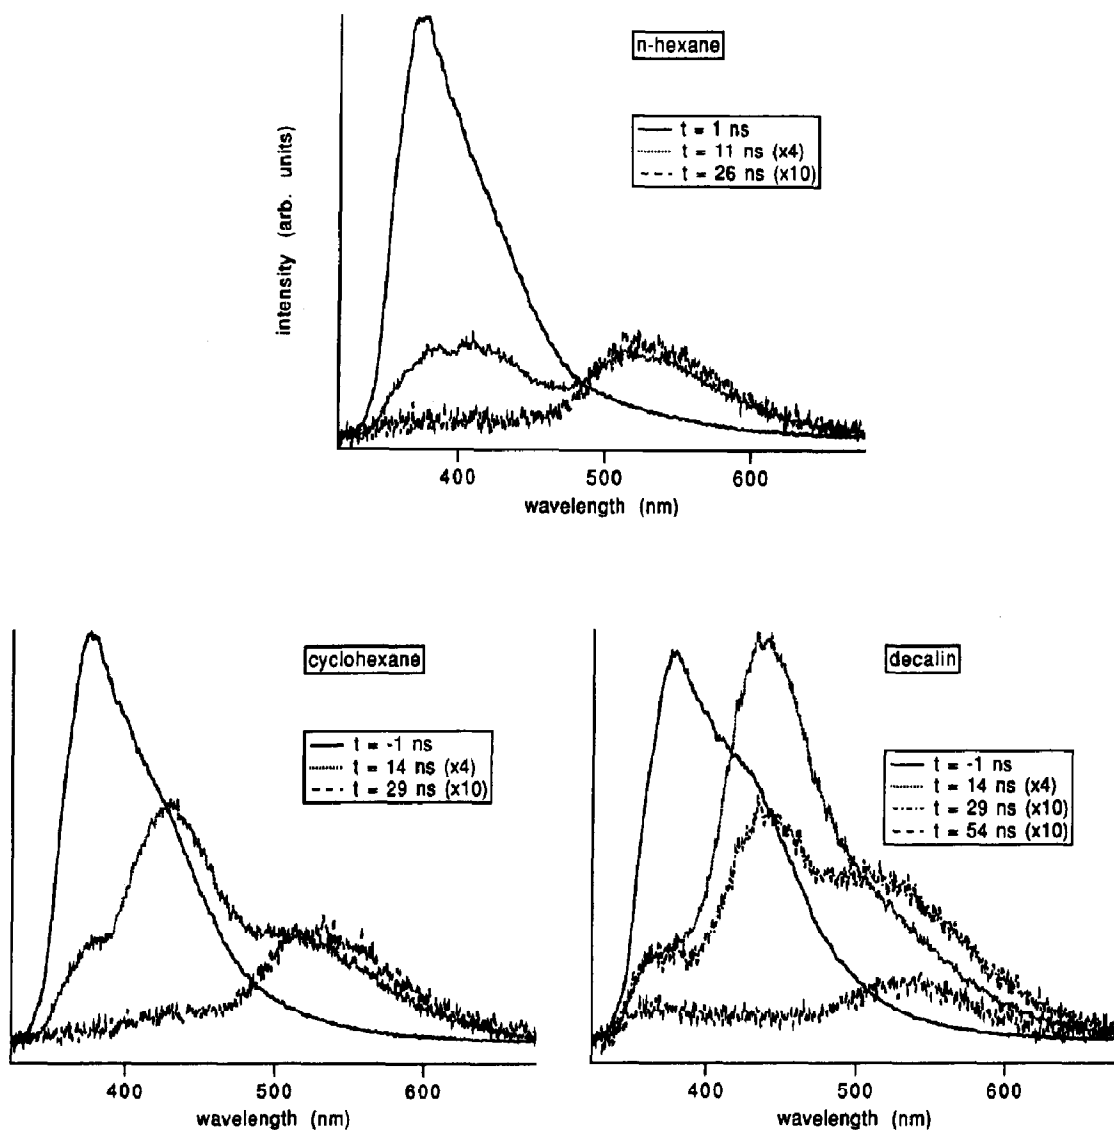 n-hexane
t = 1 ns
t = 11 ns (x4)
t = 26 ns (x10)
intensity (arb. units)
400
500
600
wavelength (nm)
cyclohexane
t = -1 ns
t = 14 ns (x4)
t = 29 ns (x10)
400
500
600
wavelength (nm)
decalin
t = -1 ns
t = 14 ns (x4)
t = 29 ns (x10)
t = 54 ns (x10)
400
500
600
wavelength (nm)